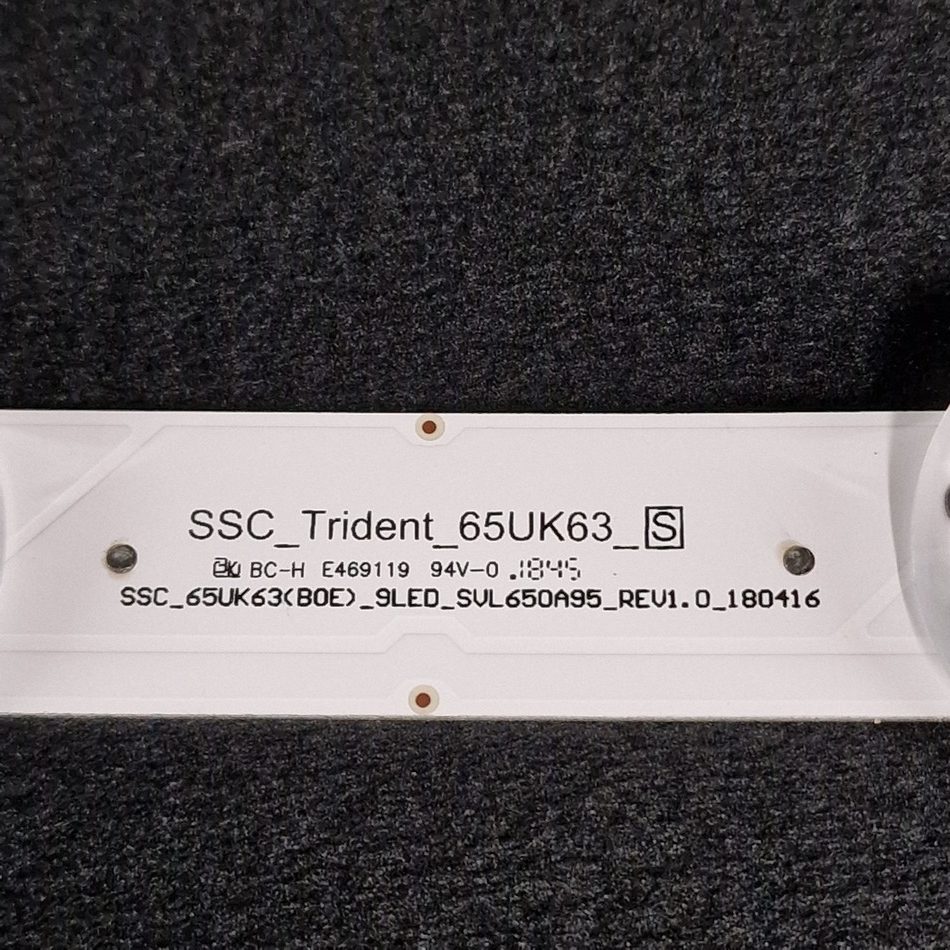 SSC_Trident_65UK63_S
BC-H E469119 94V-0 .1845
SSC_65UK63(BOE)_9LED_SVL650A95_REV1.0_180416